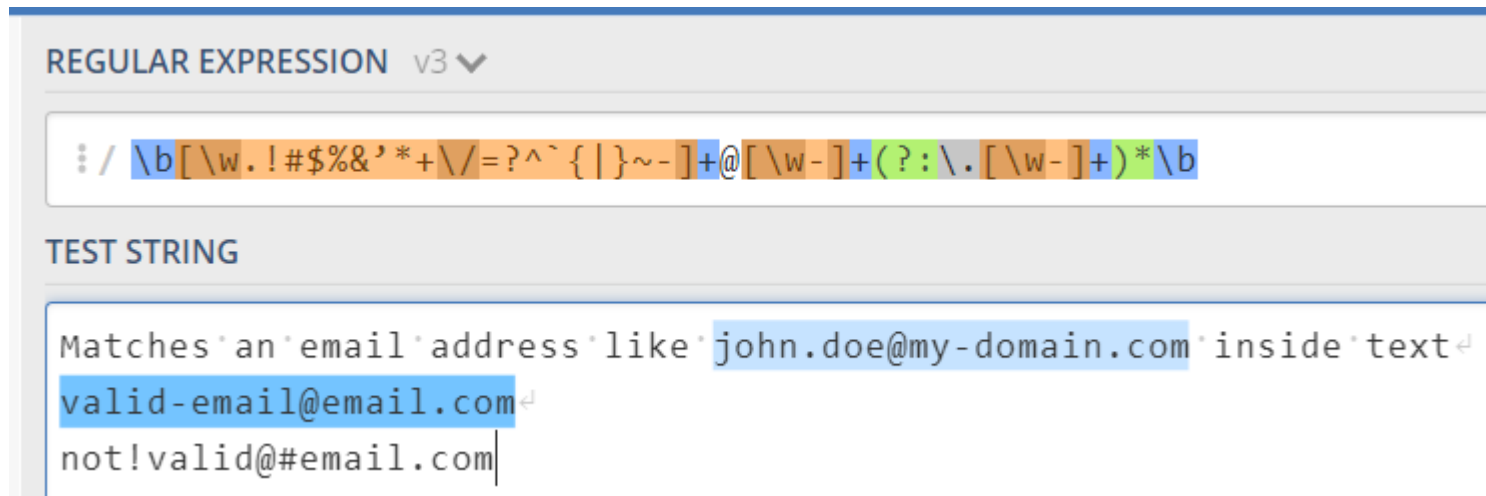 REGULAR EXPRESSION v3
/ \b[\w.!#$%&’*+\/=?^`{|}~-]+@[\w-]+(?:\.[\w-]+)*\b
TEST STRING
Matches an email address like john.doe@my-domain.com inside text
valid-email@email.com
not!valid@#email.com